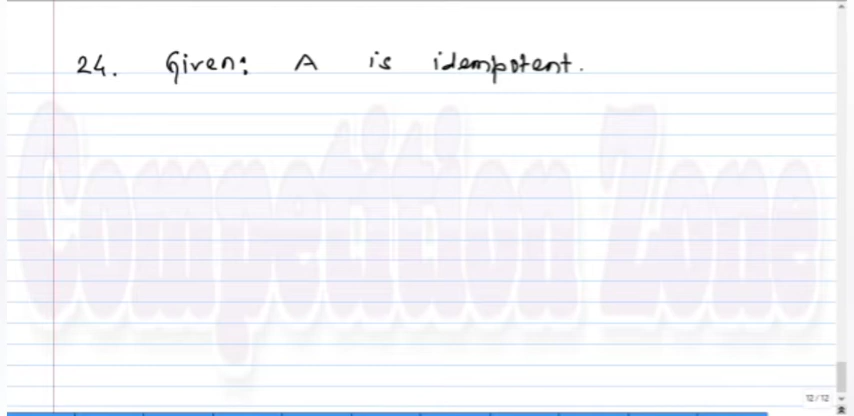 24. Given: A is idempotent.
Competition Zone
12/12